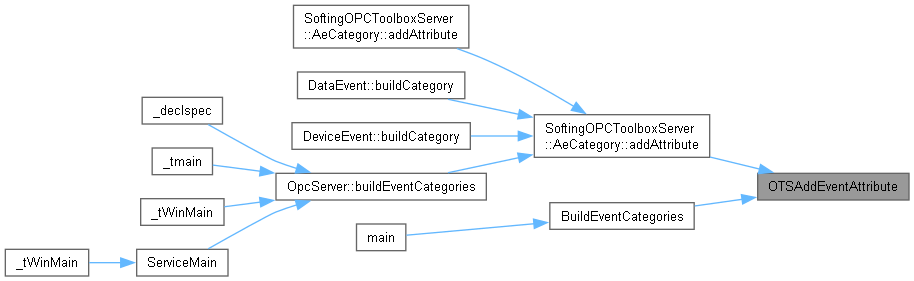 SoftingOPCToolboxServer
::AeCategory::addAttribute
DataEvent::buildCategory
_declspec
SoftingOPCToolboxServer
::AeCategory::addAttribute
DeviceEvent::buildCategory
_tmain
OpcServer::buildEventCategories
OTSAddEventAttribute
_tWinMain
BuildEventCategories
main
_tWinMain
ServiceMain